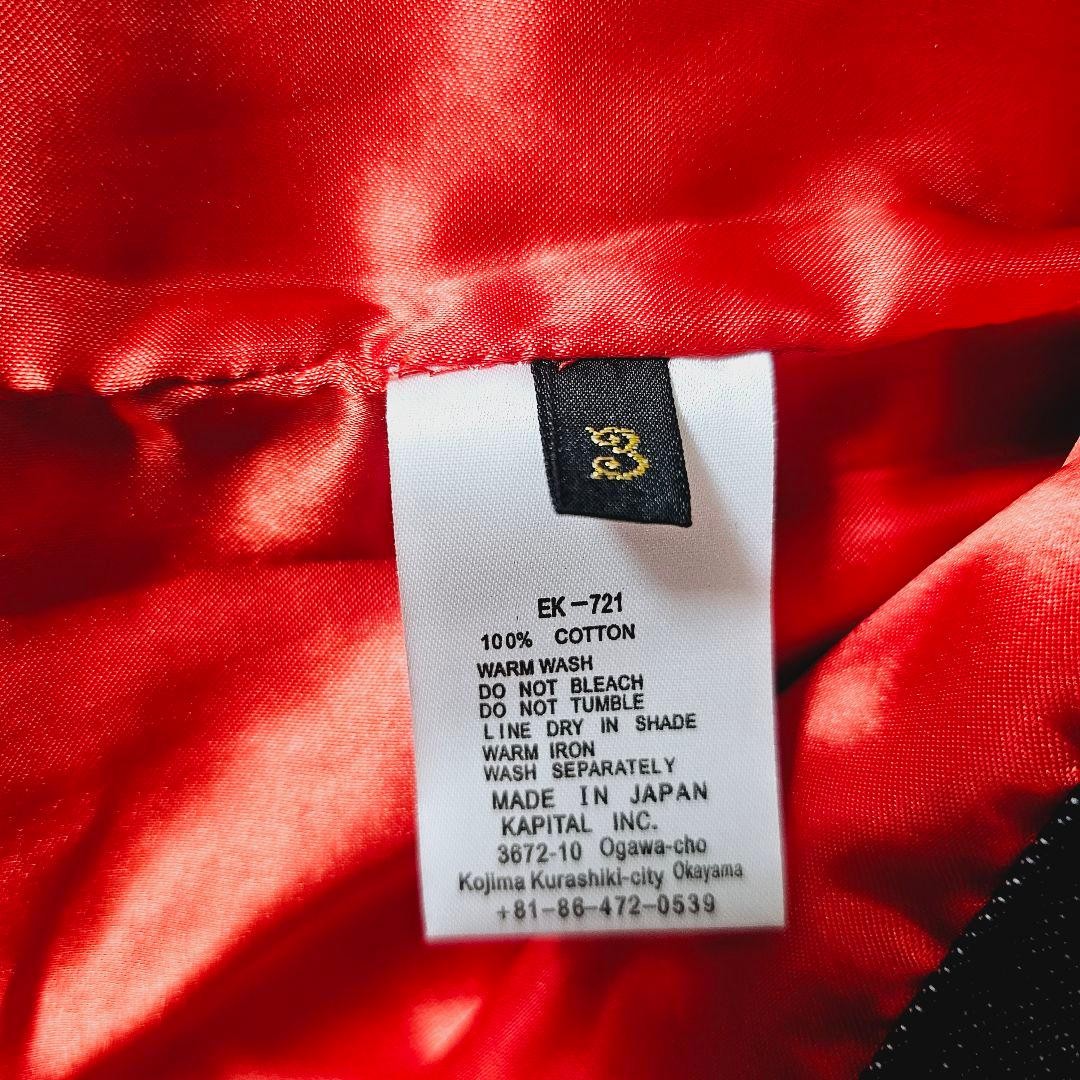 3
EK-721
100% COTTON
WARM WASH
DO NOT BLEACH
DO NOT TUMBLE
LINE DRY IN SHADE
WARM IRON
WASH SEPARATELY
MADE IN JAPAN
KAPITAL INC.
3672-10 Ogawa-cho
Kojima Kurashiki-city Okayama
+81-86-472-0539